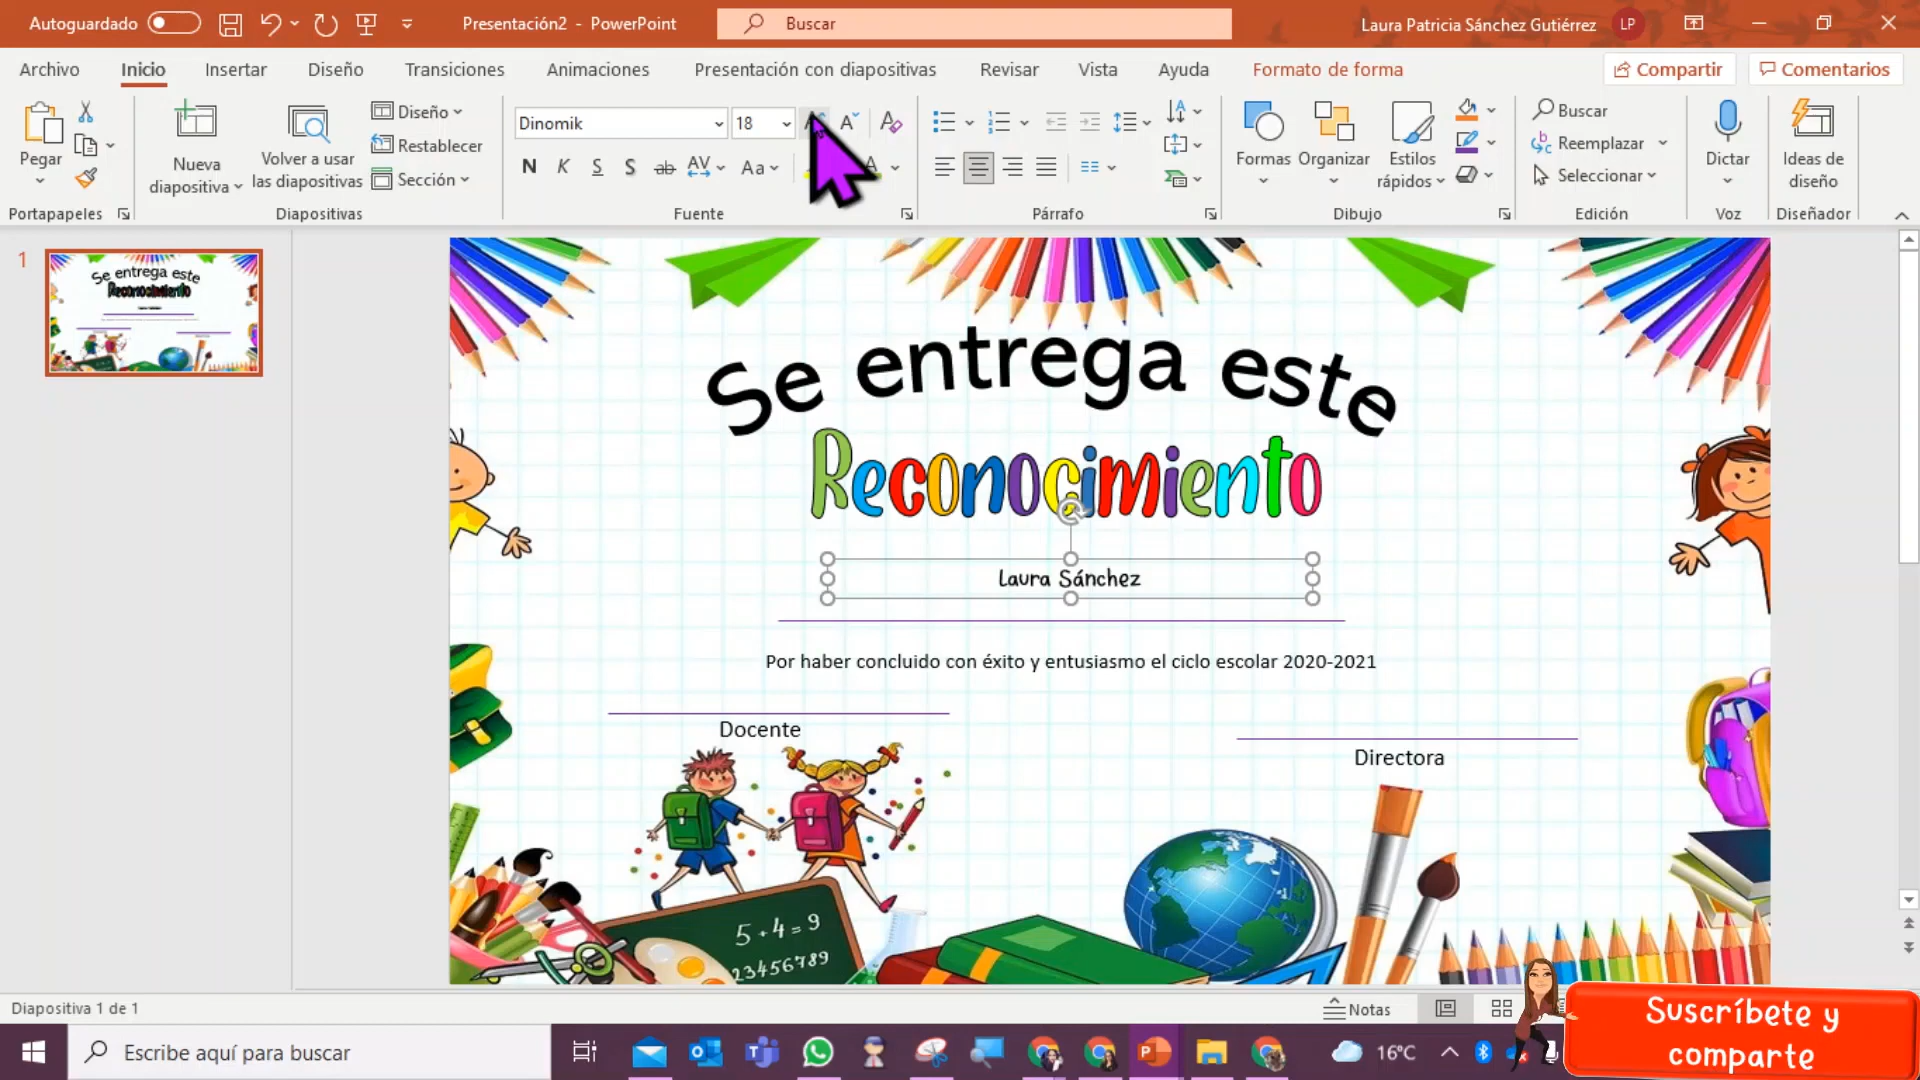 Autoguardado
Presentación2 - PowerPoint
Buscar
Laura Patricia Sánchez Gutiérrez
LP
Archivo
Inicio
Insertar
Diseño
Transiciones
Animaciones
Presentación con diapositivas
Revisar
Vista
Ayuda
Formato de forma
Compartir
Comentarios
Pegar
Portapapeles
Nueva
diapositiva
Volver a usar
las diapositivas
Diseño
Restablecer
Sección
Diapositivas
Dinomik
18
N K S S ab AV Aa
Fuente
Párrafo
Formas
Organizar
Estilos
rápidos
Dibujo
Buscar
Reemplazar
Seleccionar
Edición
Dictar
Voz
Ideas de
diseño
Diseñador
1
Se entrega este
Reconocimiento
Se entrega este
Reconocimiento
Laura Sánchez
Por haber concluido con éxito y entusiasmo el ciclo escolar 2020-2021
Docente
Directora
5+4=9
23456789
Diapositiva 1 de 1
Notas
Escribe aquí para buscar
16°C
Suscríbete y
comparte